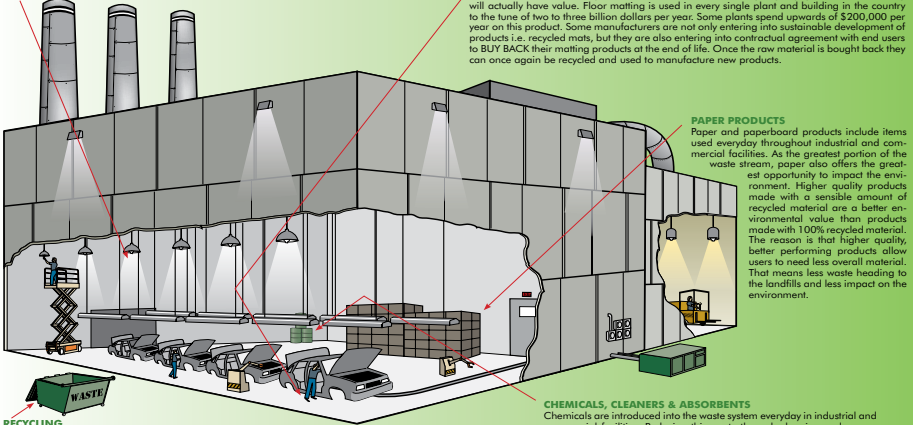 will actually have value. Floor matting is used in every single plant and building in the country
to the tune of two to three billion dollars per year. Some plants spend upwards of $200,000 per
year on this product. Some manufacturers are not only entering into sustainable development of
products i.e. recycled mats, but they are also entering into contractual agreement with end users
to BUY BACK their matting products at the end of life. Once the raw material is bought back they
can once again be recycled and used to manufacture new products.
PAPER PRODUCTS
Paper and paperboard products include items
used everyday throughout industrial and com-
mercial facilities. As the greatest portion of the
waste stream, paper also offers the great-
est opportunity to impact the envi-
ronment. Higher quality products
made with a sensible amount of
recycled material are a better en-
vironmental value than products
made with 100% recycled material.
The reason is that higher quality,
better performing products allow
users to need less overall material.
That means less waste heading to
the landfills and less impact on the
environment.
WASTE
CHEMICALS, CLEANERS & ABSORBENTS
Chemicals are introduced into the waste system everyday in industrial and
RECYCLING